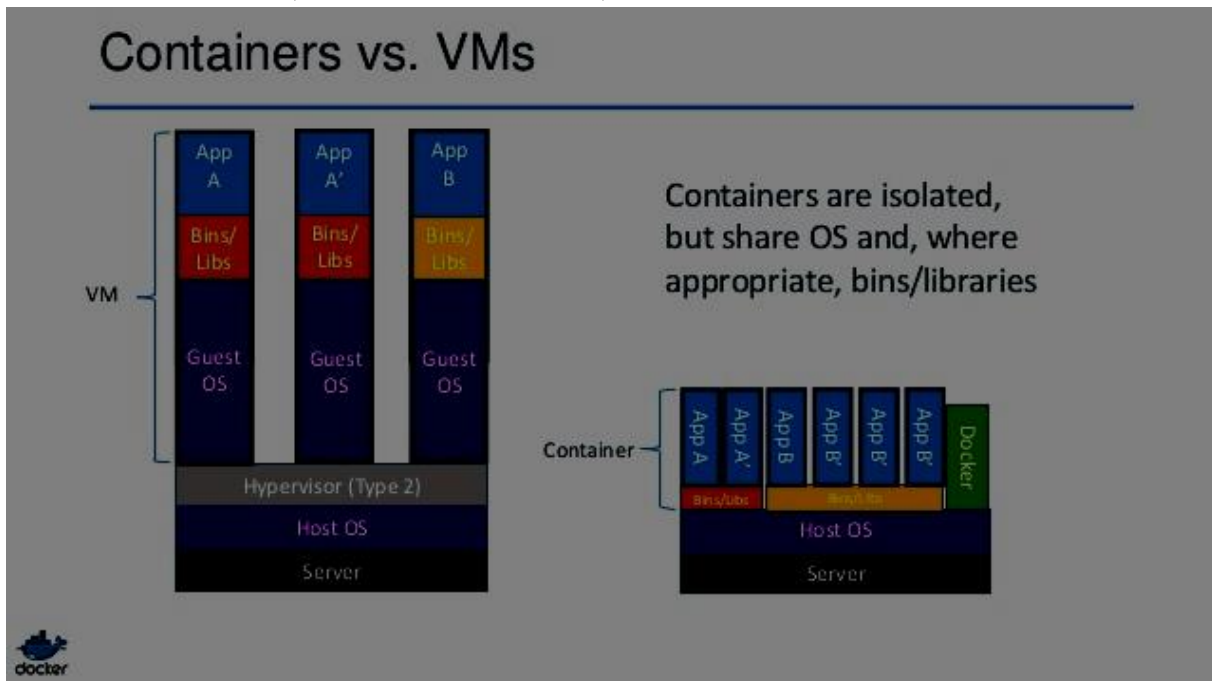 Containers vs. VMs
App
A
App
A'
App
B
Bins/
Libs
Bins/
Libs
Bins/
Libs
VM
Guest
OS
Guest
OS
Guest
OS
Hypervisor (Type 2)
Host OS
Server
Containers are isolated,
but share OS and, where
appropriate, bins/libraries
Container
App A
App A'
App B
App B'
App B'
App B'
Docker
Bins/Libs
Bins/Libs
Host OS
Server
docker